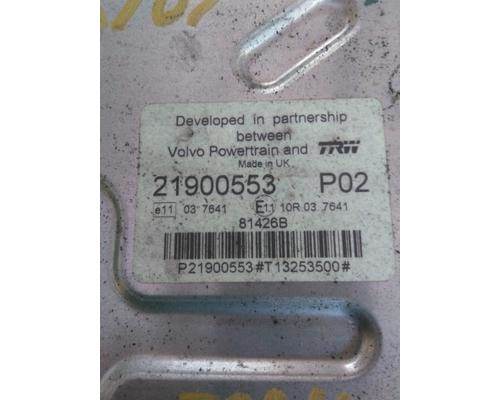 Developed in partnership
between
Volvo Powertrain and TRW
Made in UK
21900553 P02
e11 03 7641 E11 10R 03 7641
81426B
P21900553#T13253500#